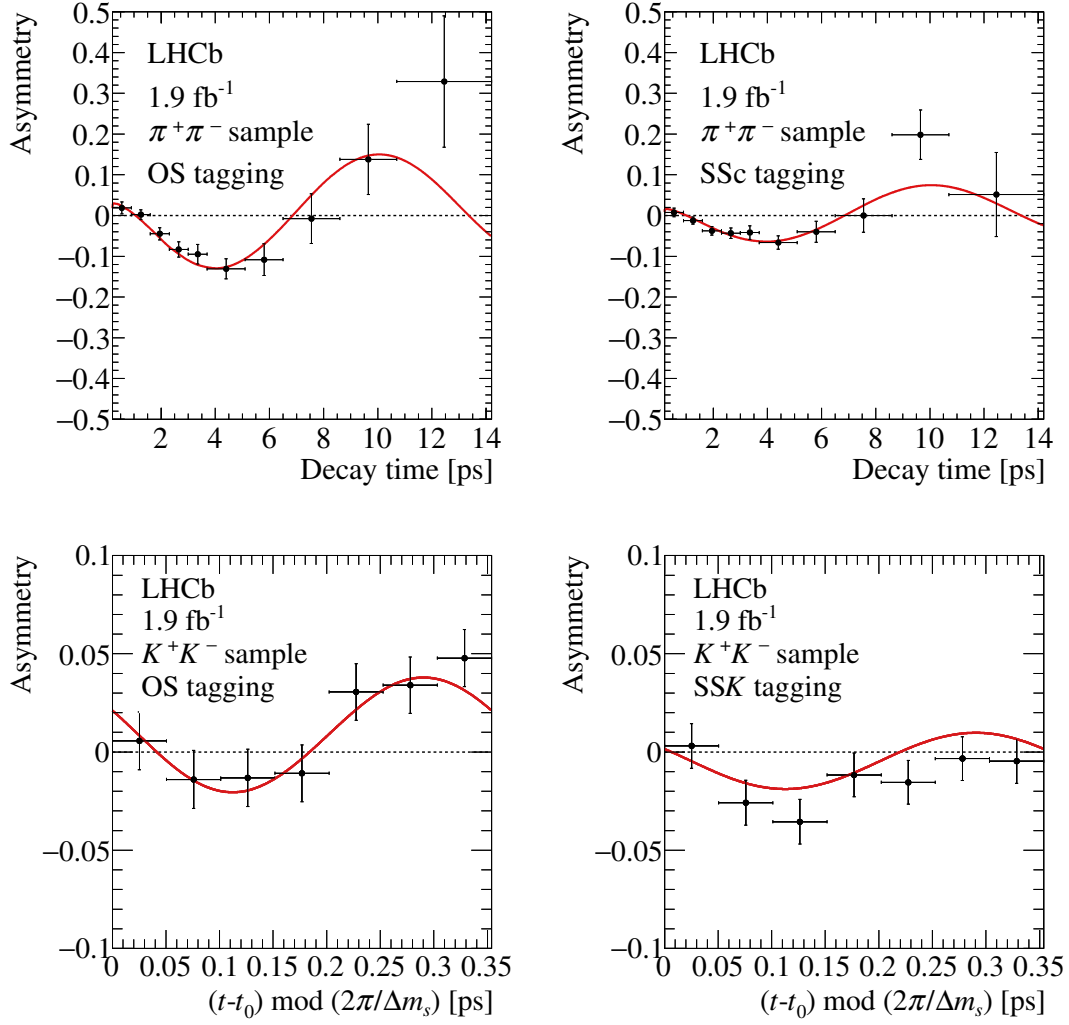 Asymmetry
0.5
0.4
0.3
0.2
0.1
0
−0.1
−0.2
−0.3
−0.4
−0.5
LHCb
1.9 fb⁻¹
π⁺π⁻ sample
OS tagging
2 4 6 8 10 12 14
Decay time [ps]
Asymmetry
0.5
0.4
0.3
0.2
0.1
0
−0.1
−0.2
−0.3
−0.4
−0.5
LHCb
1.9 fb⁻¹
π⁺π⁻ sample
SSc tagging
2 4 6 8 10 12 14
Decay time [ps]
Asymmetry
0.1
0.05
0
−0.05
−0.1
LHCb
1.9 fb⁻¹
K⁺K⁻ sample
OS tagging
0 0.05 0.1 0.15 0.2 0.25 0.3 0.35
(t-t₀) mod (2π/Δmₛ) [ps]
Asymmetry
0.1
0.05
0
−0.05
−0.1
LHCb
1.9 fb⁻¹
K⁺K⁻ sample
SSK tagging
0 0.05 0.1 0.15 0.2 0.25 0.3 0.35
(t-t₀) mod (2π/Δmₛ) [ps]